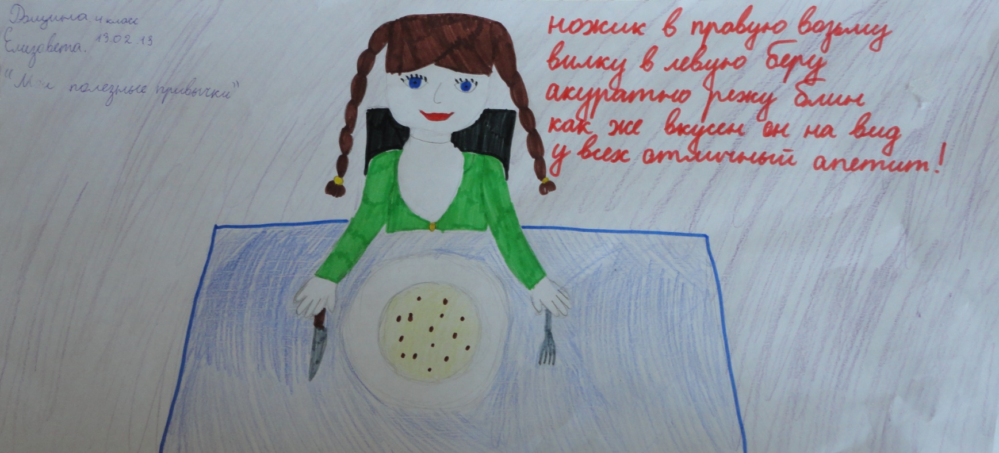 4 класс
Елизавета. 13.02.13
"Мои полезные привычки"
ножик в правую возьму
вилку в левую беру
акуратно режу блин
как же вкусен он на вид
у всех отличный апетит!